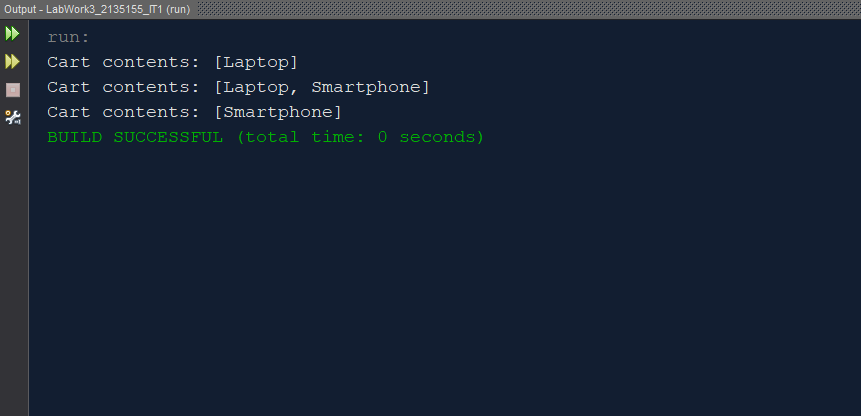 Output - LabWork3_2135155_IT1 (run)
run:
Cart contents: [Laptop]
Cart contents: [Laptop, Smartphone]
Cart contents: [Smartphone]
BUILD SUCCESSFUL (total time: 0 seconds)